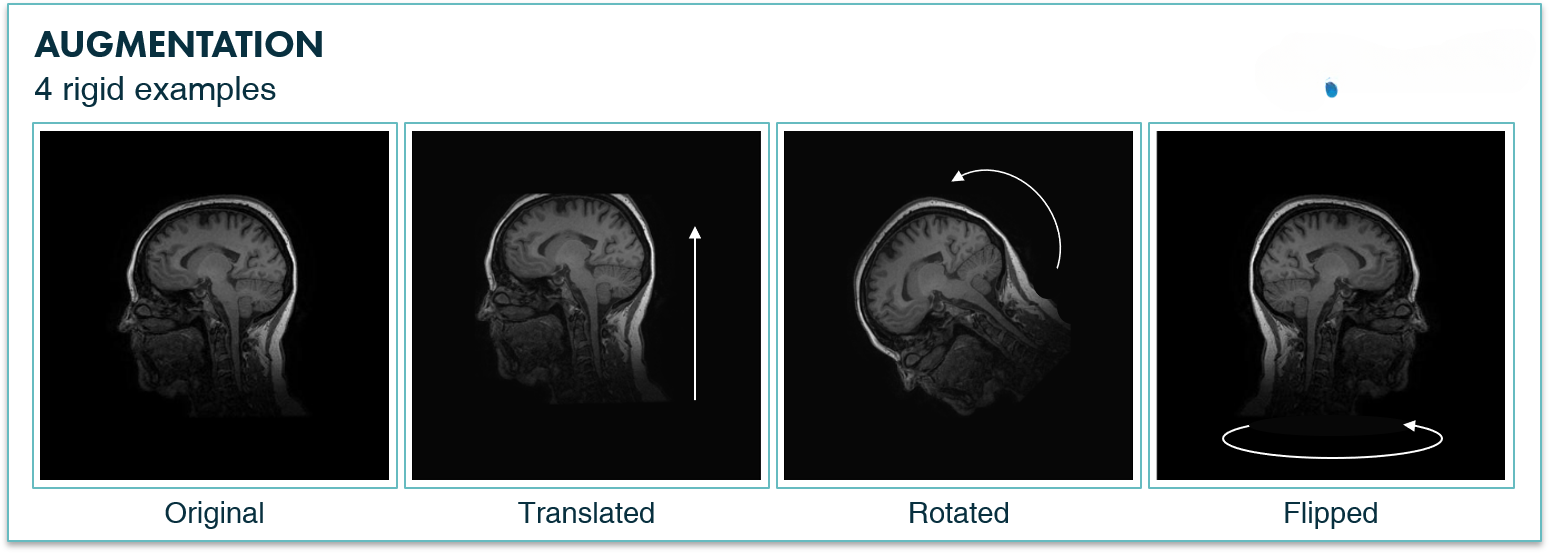 AUGMENTATION
4 rigid examples
Original
Translated
Rotated
Flipped